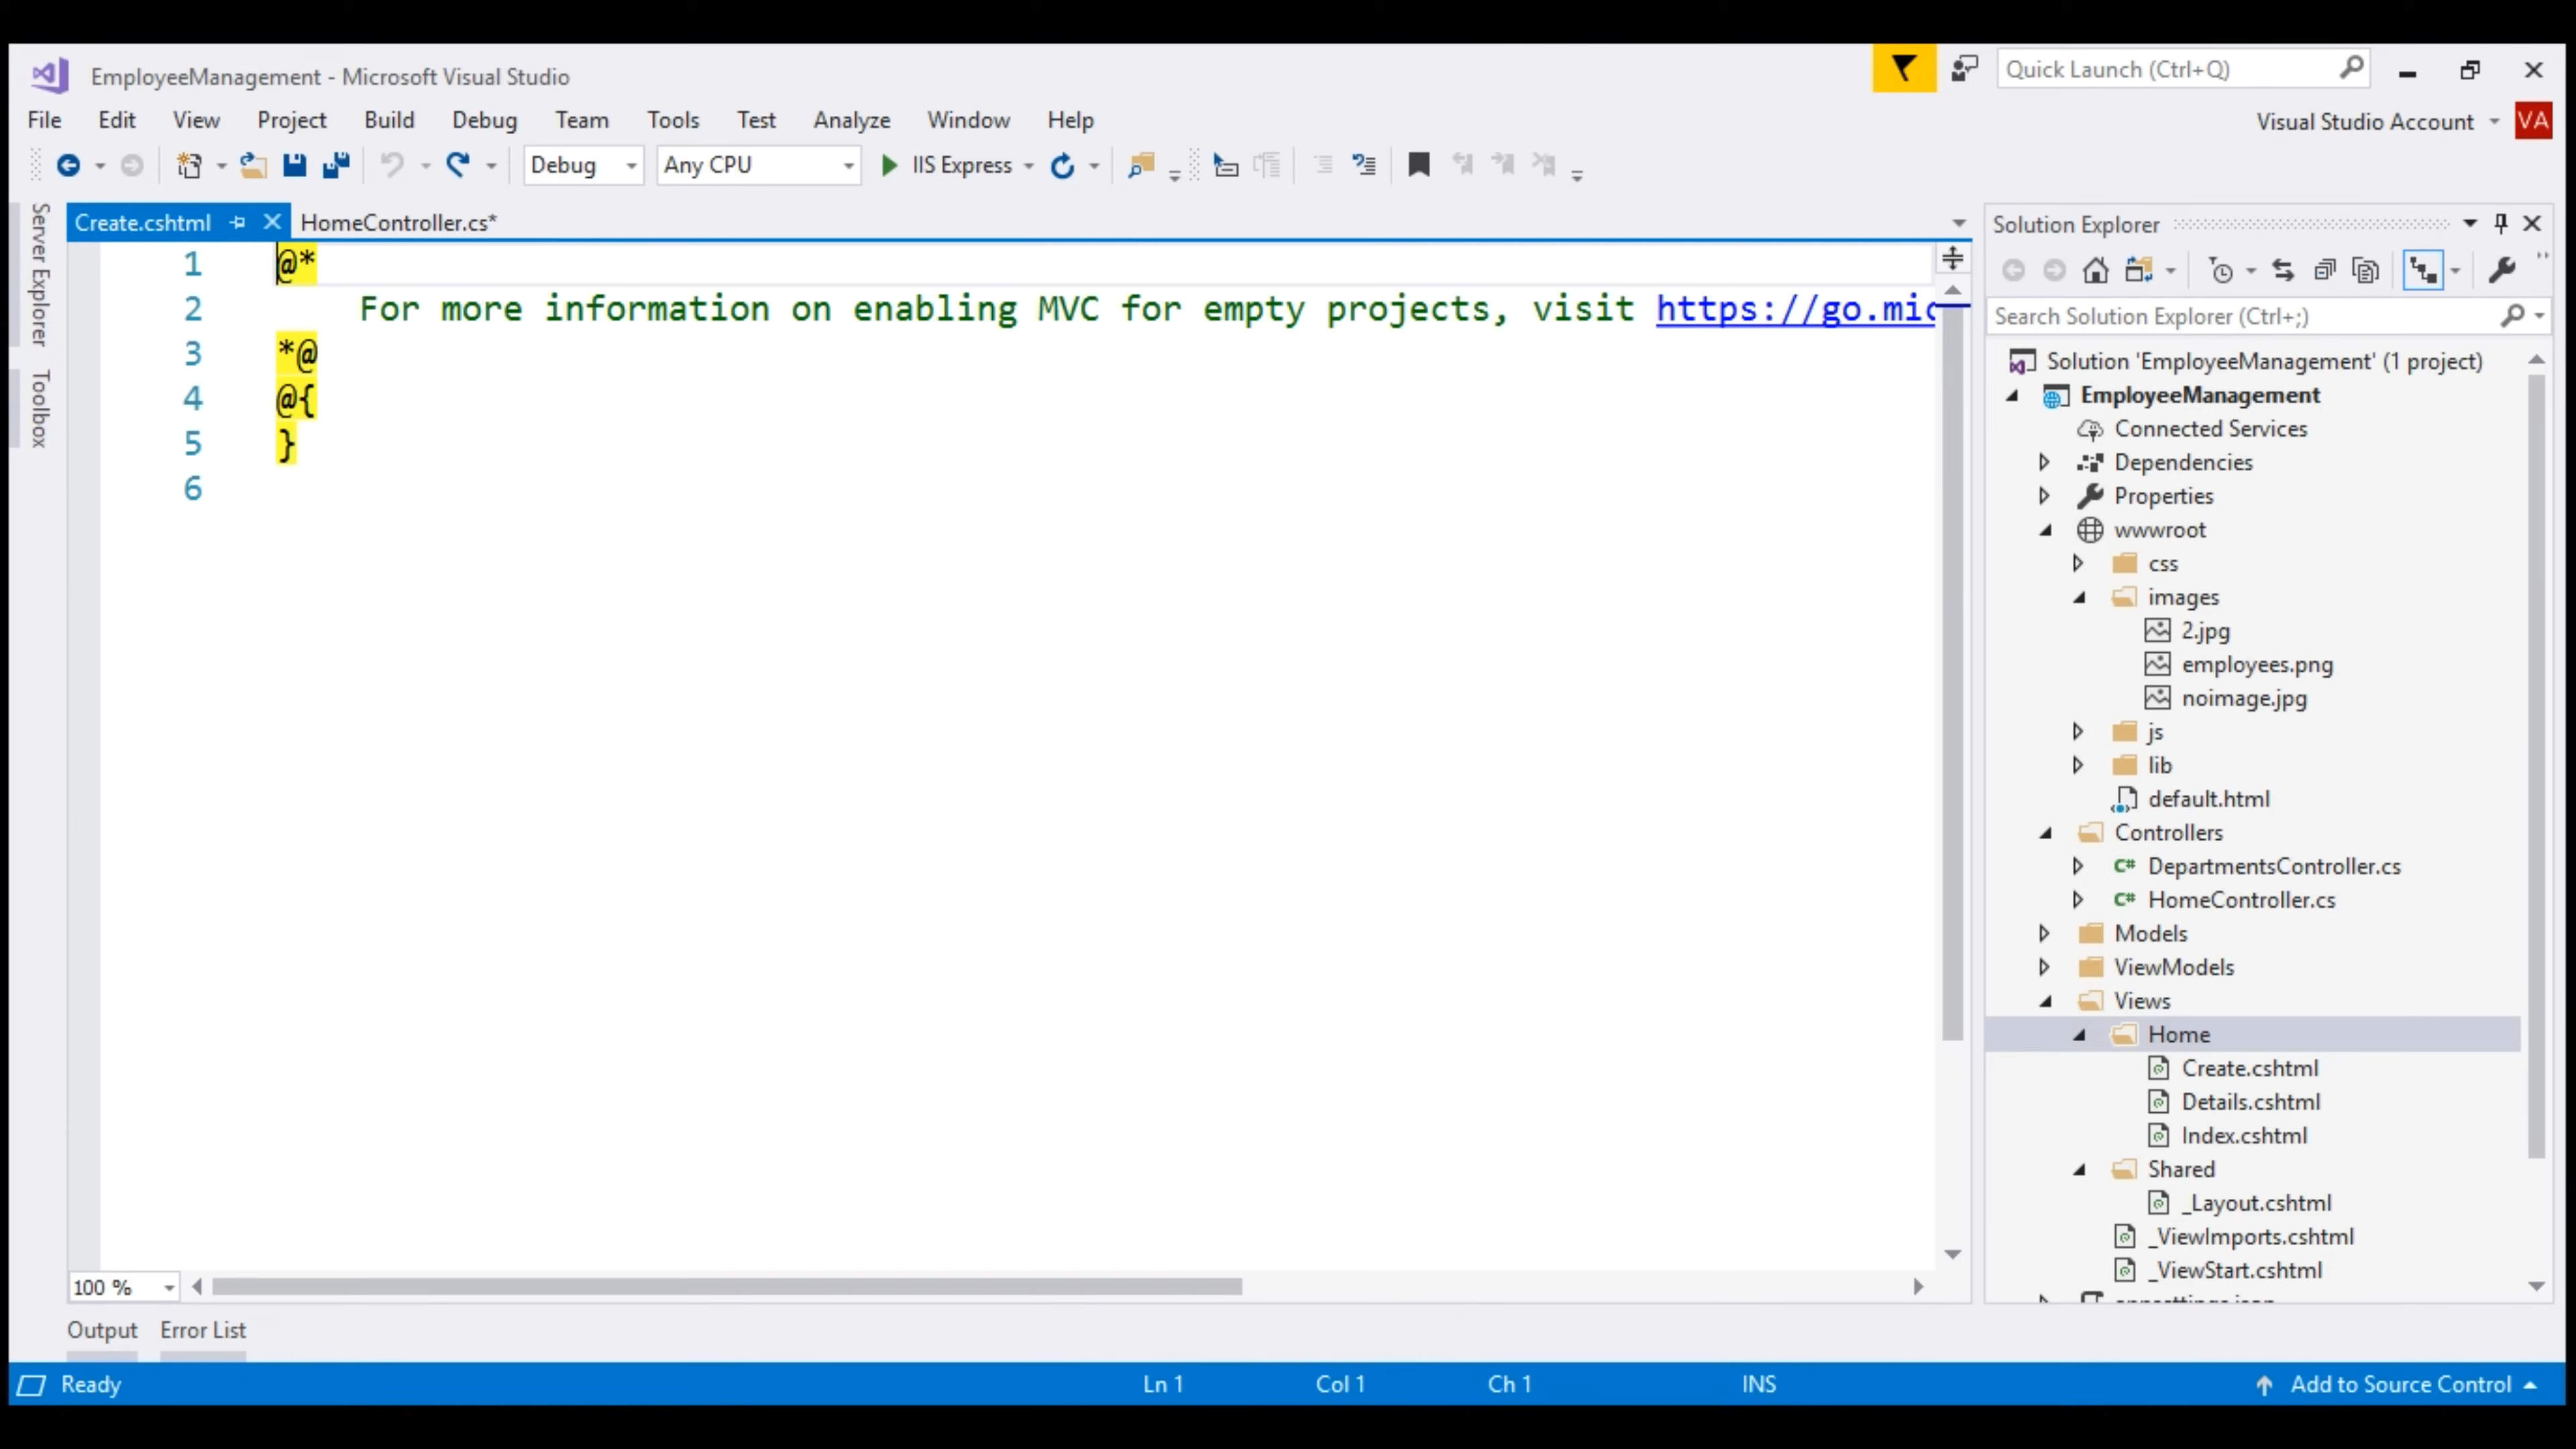 EmployeeManagement - Microsoft Visual Studio
Quick Launch (Ctrl+Q)
File Edit View Project Build Debug Team Tools Test Analyze Window Help
Visual Studio Account VA
Debug Any CPU IIS Express
Server Explorer
Toolbox
Create.cshtml HomeController.cs*
1 @*
2 For more information on enabling MVC for empty projects, visit https://go.mic
3 *@
4 @{
5 }
6
100 %
Output Error List
Solution Explorer
Search Solution Explorer (Ctrl+;)
Solution 'EmployeeManagement' (1 project)
EmployeeManagement
Connected Services
Dependencies
Properties
wwwroot
css
images
2.jpg
employees.png
noimage.jpg
js
lib
default.html
Controllers
C# DepartmentsController.cs
C# HomeController.cs
Models
ViewModels
Views
Home
Create.cshtml
Details.cshtml
Index.cshtml
Shared
_Layout.cshtml
_ViewImports.cshtml
_ViewStart.cshtml
Ready Ln 1 Col 1 Ch 1 INS Add to Source Control